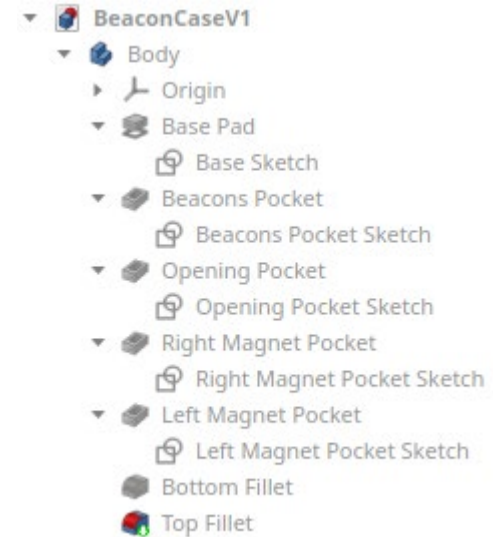 BeaconCaseV1
Body
Origin
Base Pad
Base Sketch
Beacons Pocket
Beacons Pocket Sketch
Opening Pocket
Opening Pocket Sketch
Right Magnet Pocket
Right Magnet Pocket Sketch
Left Magnet Pocket
Left Magnet Pocket Sketch
Bottom Fillet
Top Fillet